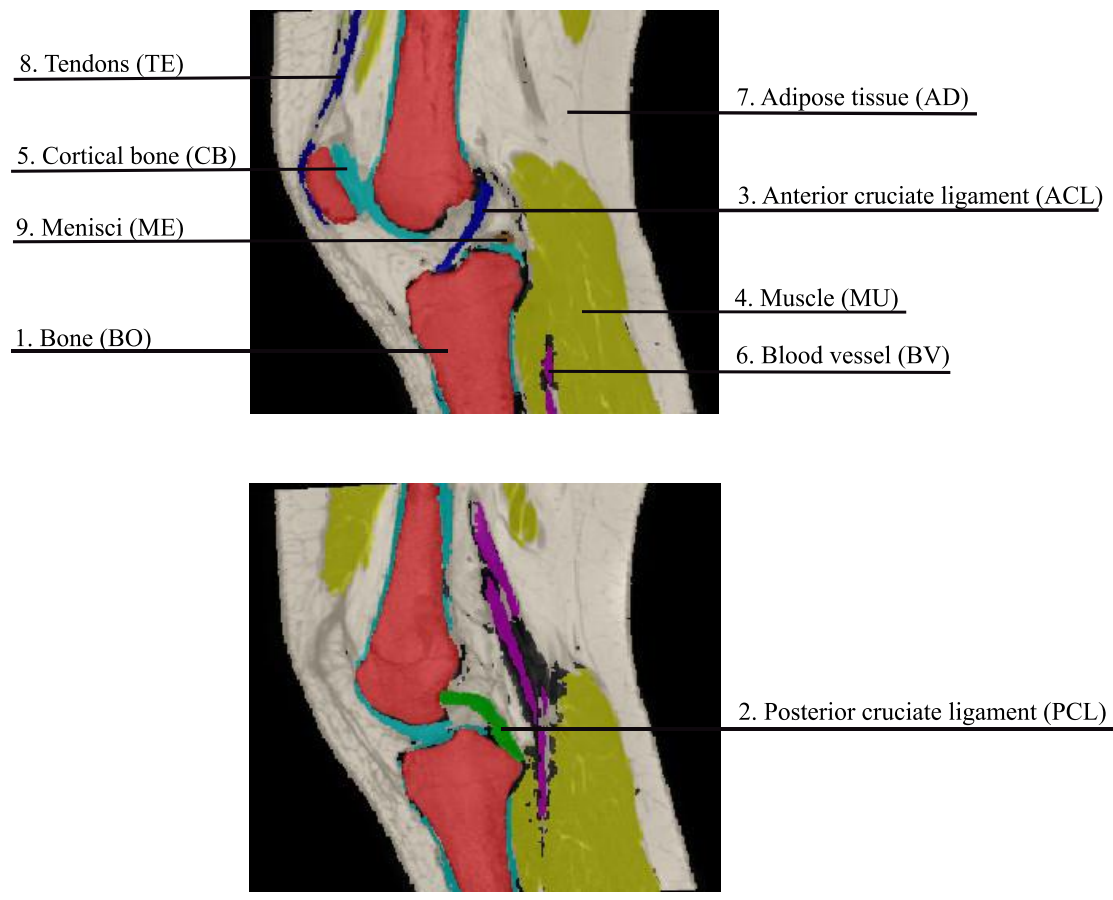 8. Tendons (TE)
7. Adipose tissue (AD)
5. Cortical bone (CB)
3. Anterior cruciate ligament (ACL)
9. Menisci (ME)
4. Muscle (MU)
1. Bone (BO)
6. Blood vessel (BV)
2. Posterior cruciate ligament (PCL)